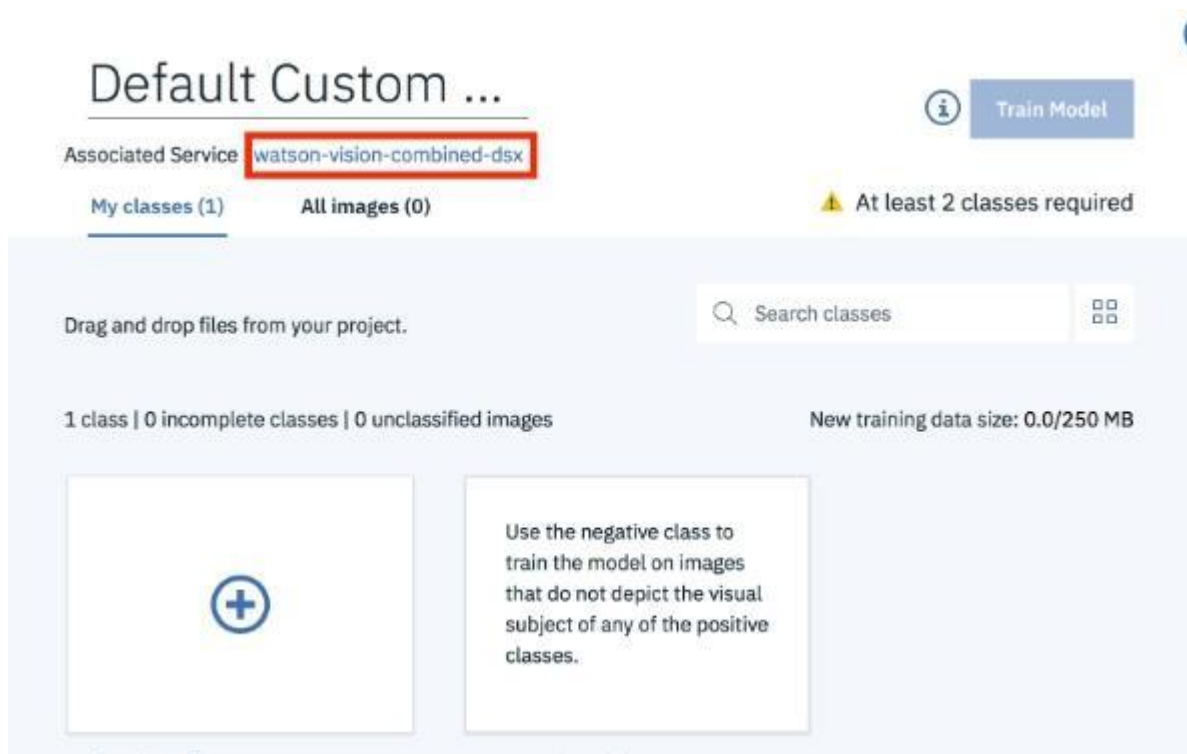 Default Custom ...
Train Model
Associated Service watson-vision-combined-dsx
My classes (1) All images (0)
At least 2 classes required
Drag and drop files from your project.
Search classes
1 class | 0 incomplete classes | 0 unclassified images
New training data size: 0.0/250 MB
Use the negative class to
train the model on images
that do not depict the visual
subject of any of the positive
classes.